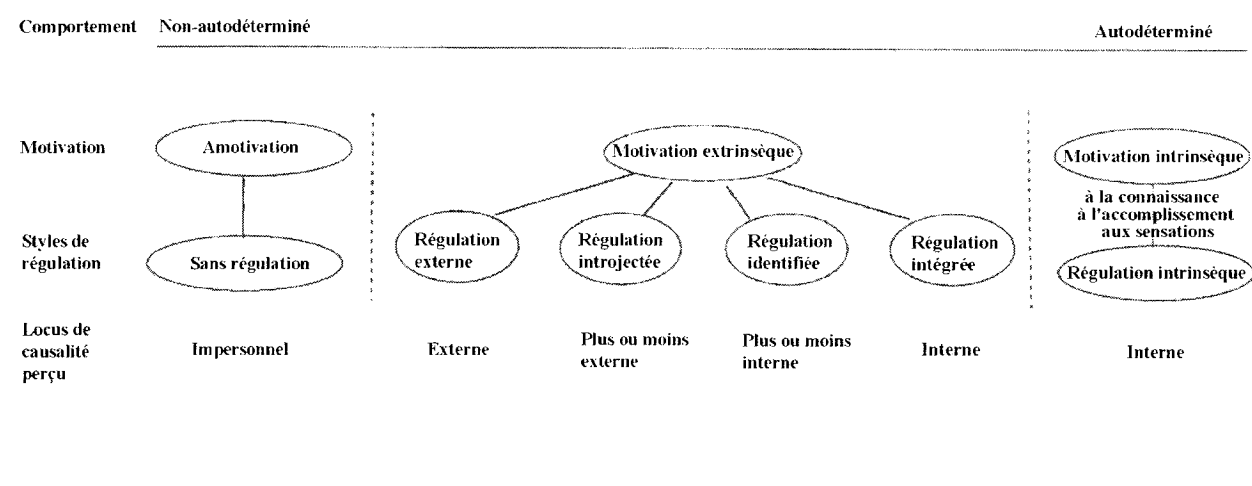 Comportement Non-autodéterminé Autodéterminé
Motivation Amotivation Motivation extrinsèque Motivation intrinsèque
à la connaissance
à l'accomplissement
aux sensations
Styles de
régulation
Sans régulation
Régulation
externe
Régulation
introjectée
Régulation
identifiée
Régulation
intégrée
Régulation intrinsèque
Locus de
causalité
perçu
Impersonnel
Externe
Plus ou moins
externe
Plus ou moins
interne
Interne
Interne